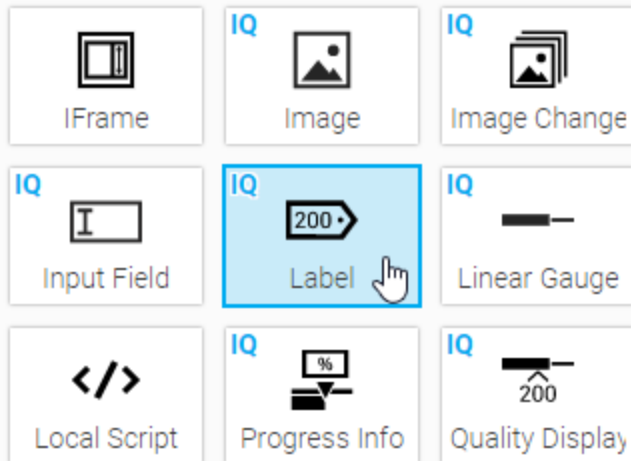 IFrame
IQ
Image
IQ
Image Change
IQ
Input Field
IQ
200
Label
IQ
Linear Gauge
</>
Local Script
IQ
%
Progress Info
IQ
200
Quality Display